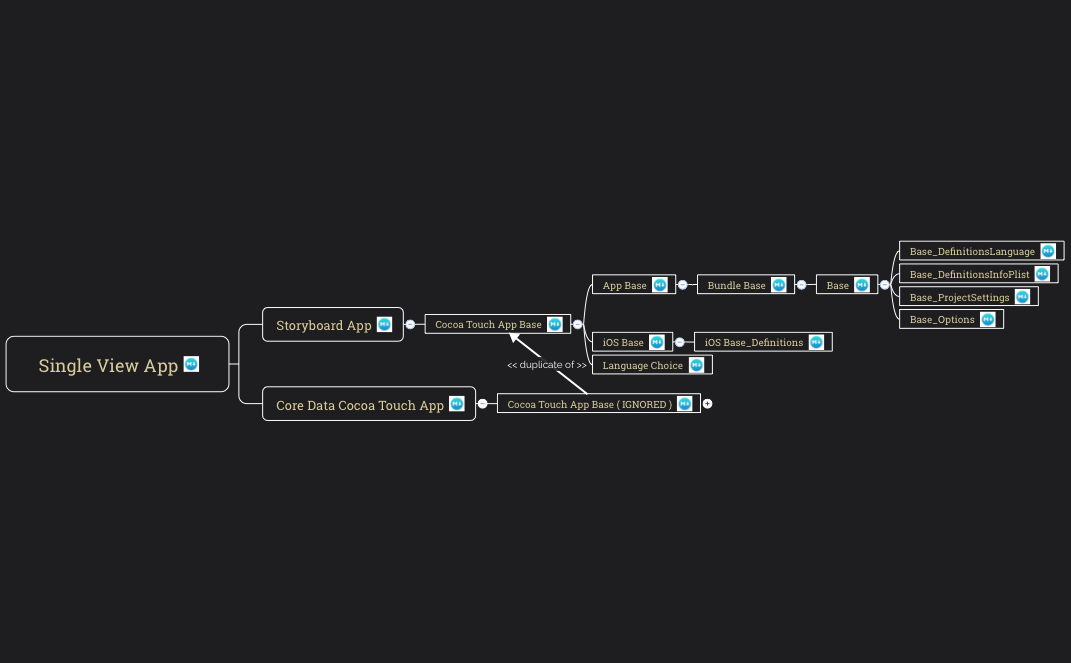 Single View App
Storyboard App
Cocoa Touch App Base
App Base
Bundle Base
Base
Base_DefinitionsLanguage
Base_DefinitionsInfoPlist
Base_ProjectSettings
Base_Options
iOS Base
iOS Base_Definitions
Language Choice
<< duplicate of >>
Core Data Cocoa Touch App
Cocoa Touch App Base ( IGNORED )